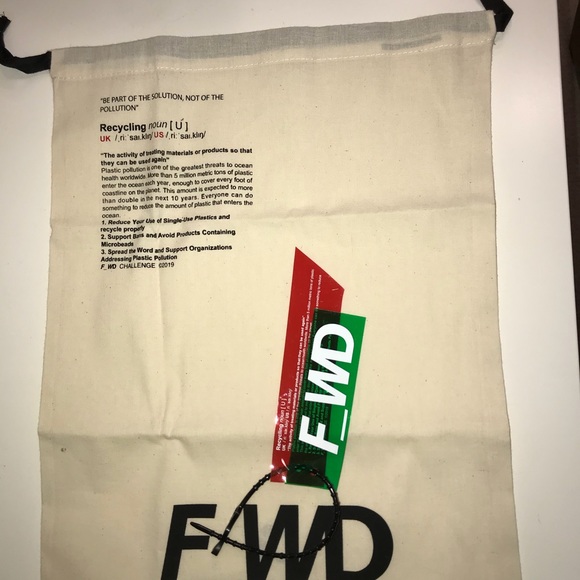 "BE PART OF THE SOLUTION, NOT OF THE
POLLUTION"
Recycling noun [ U ]
UK /ˌriːˈsaɪ.klɪŋ/ US /ˌriːˈsaɪ.klɪŋ/
"The activity of treating materials or products so that
they can be used again"
Plastic pollution is one of the greatest threats to ocean
health worldwide. More than 5 million metric tons of plastic
enter the ocean each year, enough to cover every foot of
coastline on the planet. This amount is expected to more
than double in the next 10 years. Everyone can do
something to reduce the amount of plastic that enters the
ocean.
1. Reduce Your Use of Single-Use Plastics and
recycle properly
2. Support Bans and Avoid Products Containing
Microbeads
3. Spread the Word and Support Organizations
Addressing Plastic Pollution
F_WD CHALLENGE ©2019
Recycling noun [ U ]
F_WD
F_WD